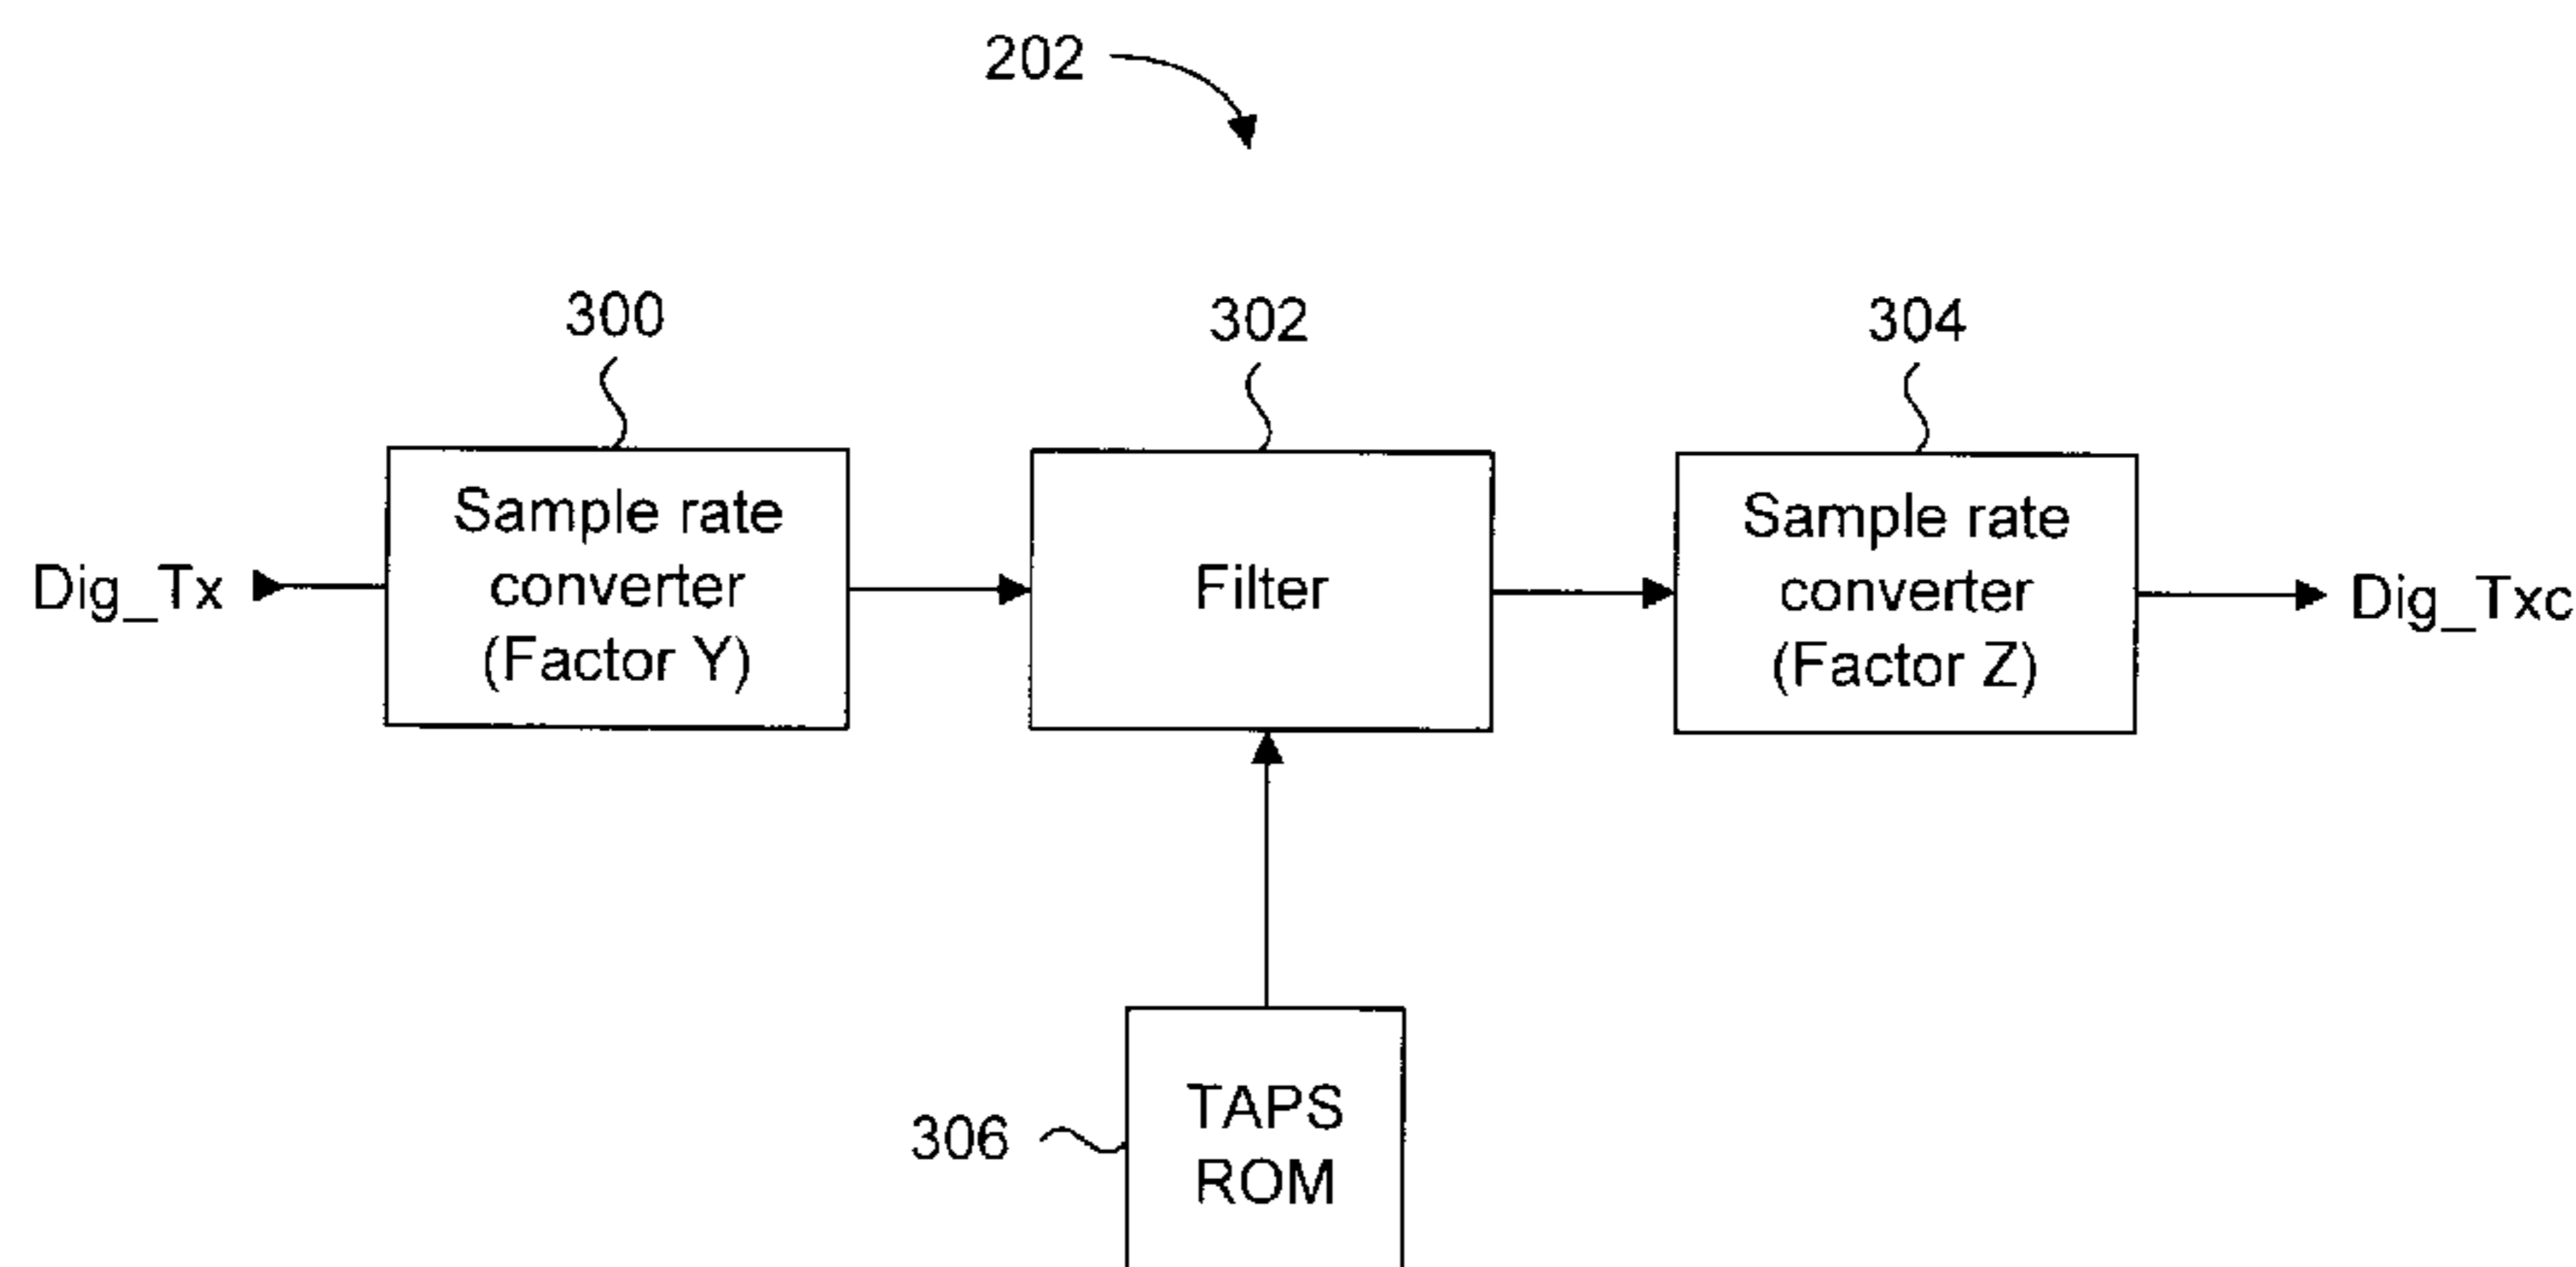 202
300
302
304
Sample rate
converter
(Factor Y)
Filter
Sample rate
converter
(Factor Z)
Dig_Tx
Dig_Txc
306
TAPS
ROM